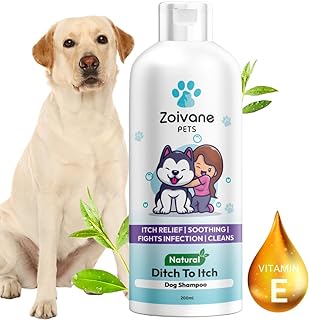 Zoivane
PETS
ITCH RELIEF | SOOTHING |
FIGHTS INFECTION | CLEANS
Natural
Ditch To Itch
Dog Shampoo
200ml
VITAMIN
E